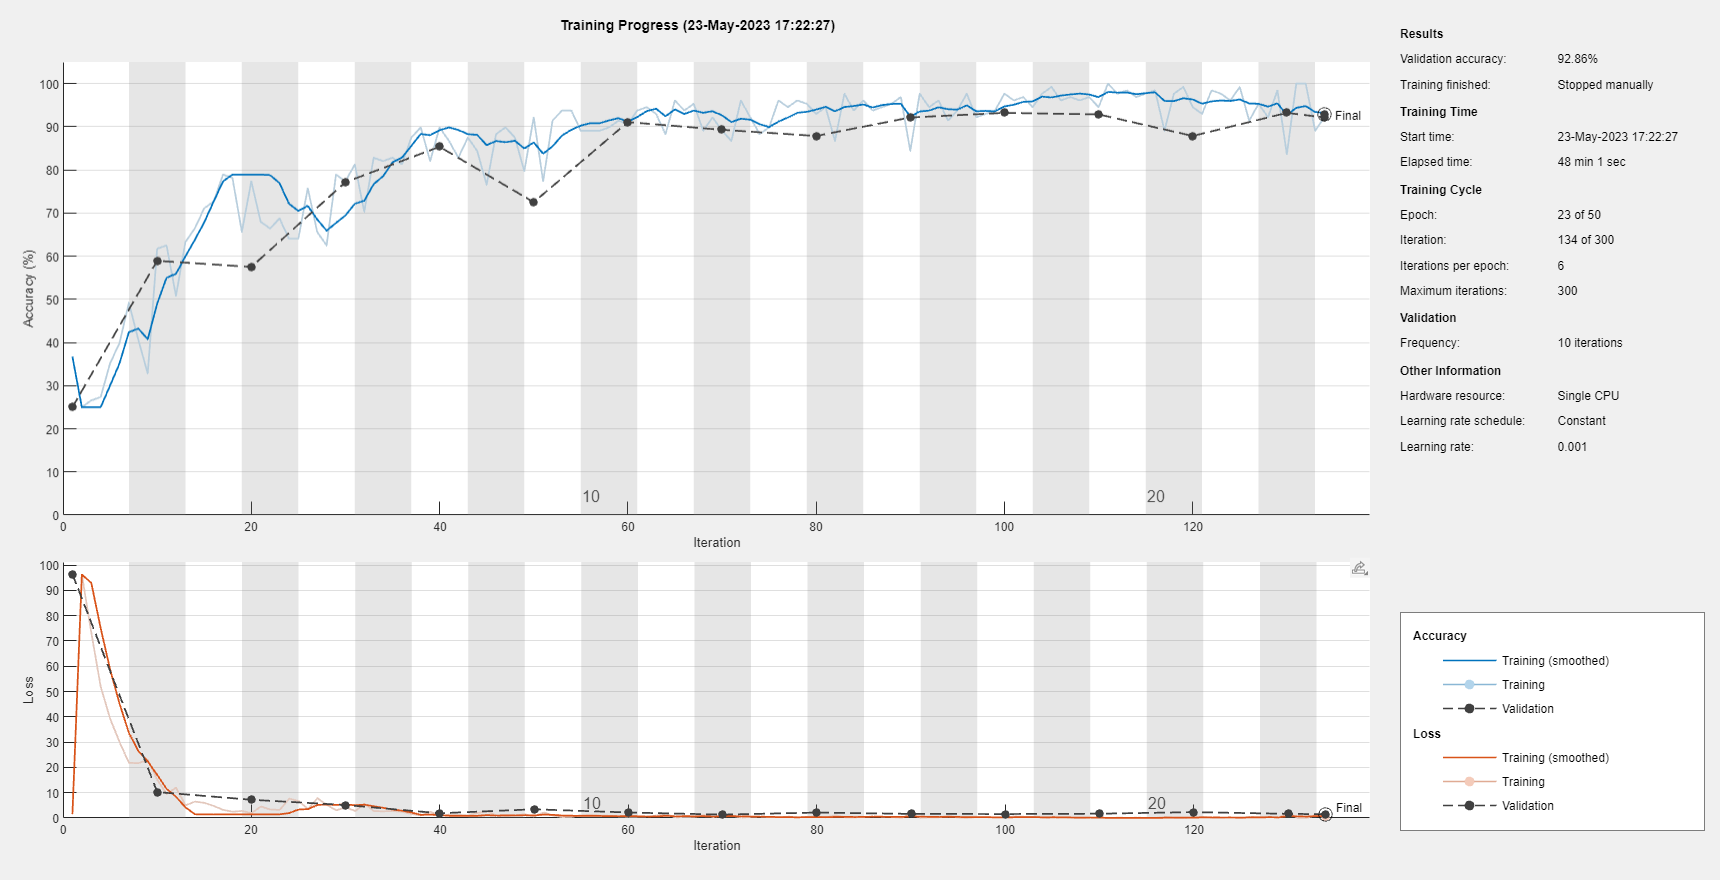 Training Progress (23-May-2023 17:22:27)
100
90
80
70
60
50
40
30
20
10
0
Accuracy (%)
10
20
Final
0
20
40
60
80
100
120
Iteration
100
90
80
70
60
50
40
30
20
10
0
Loss
10
20
Final
0
20
40
60
80
100
120
Iteration
Results
Validation accuracy: 92.86%
Training finished: Stopped manually
Training Time
Start time: 23-May-2023 17:22:27
Elapsed time: 48 min 1 sec
Training Cycle
Epoch: 23 of 50
Iteration: 134 of 300
Iterations per epoch: 6
Maximum iterations: 300
Validation
Frequency: 10 iterations
Other Information
Hardware resource: Single CPU
Learning rate schedule: Constant
Learning rate: 0.001
Accuracy
Training (smoothed)
Training
Validation
Loss
Training (smoothed)
Training
Validation